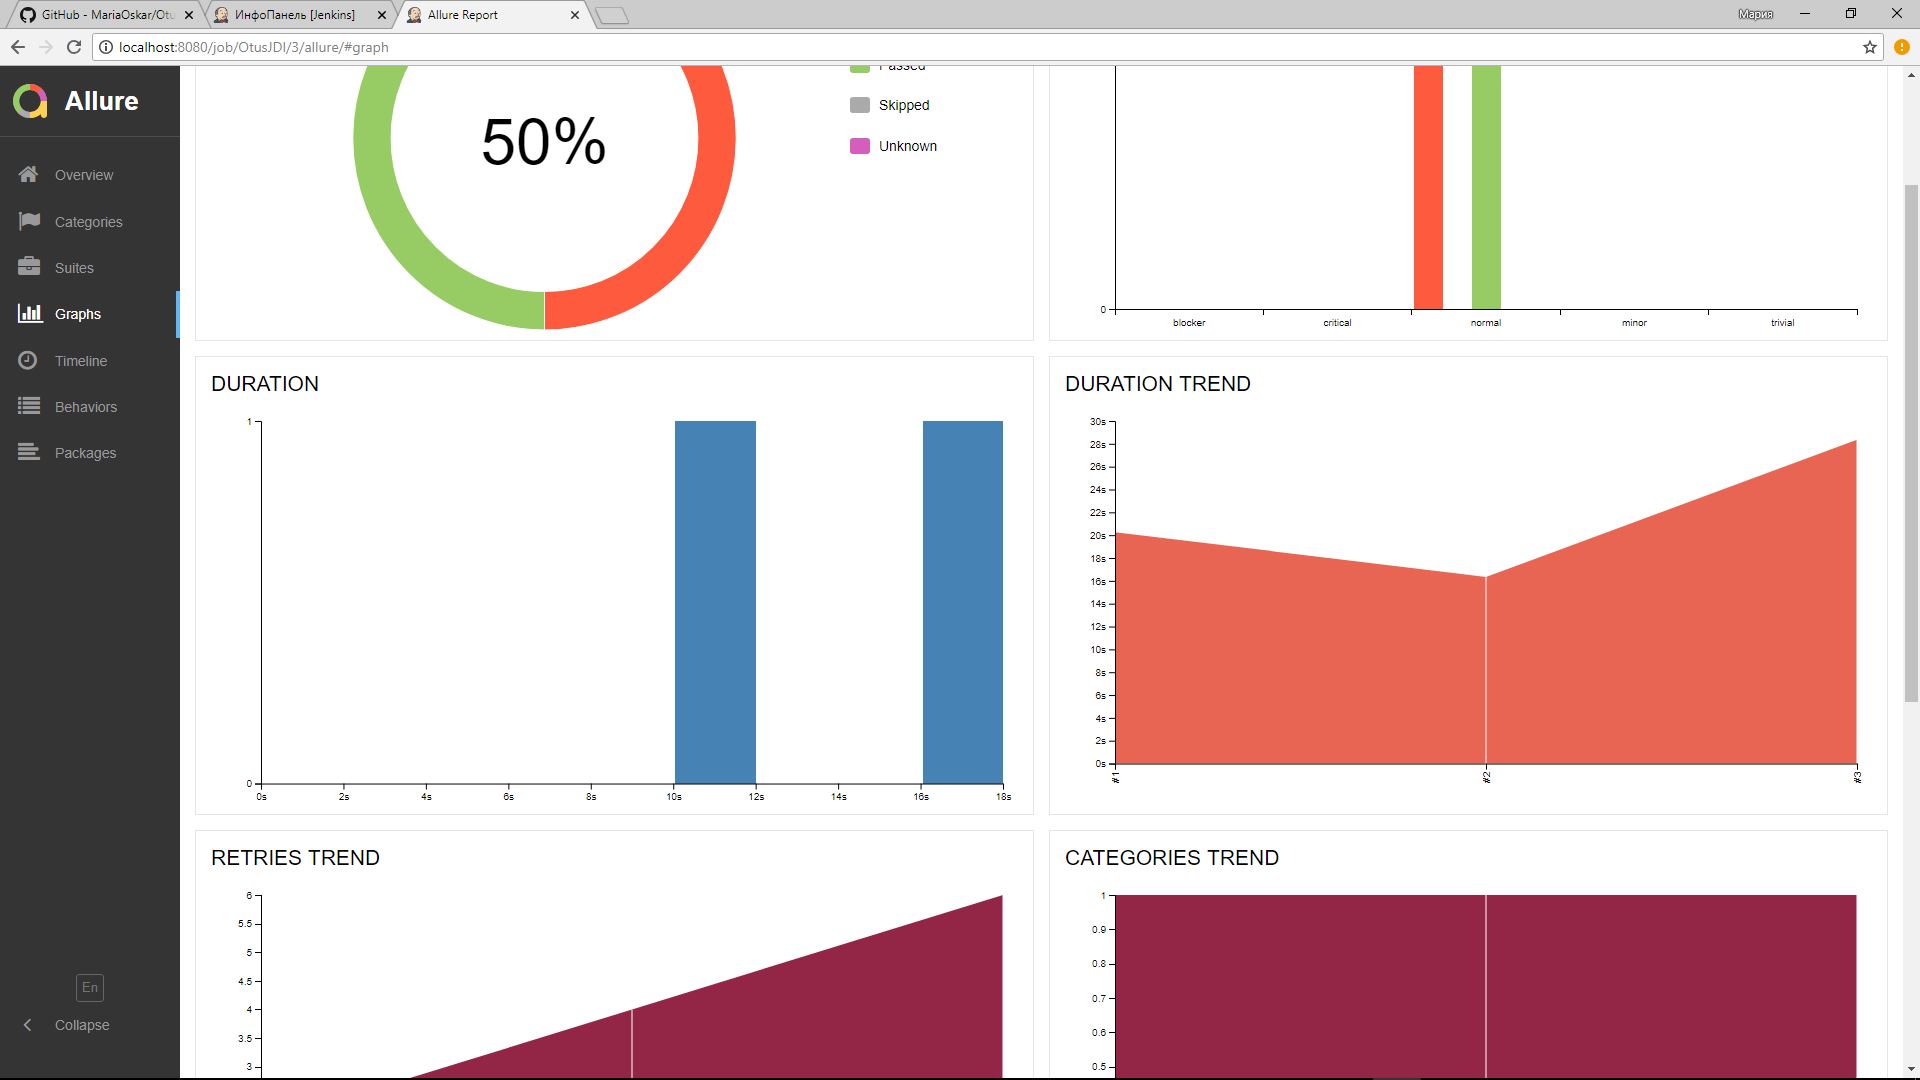 GitHub - MariaOskar/Otu
ИнфоПанель [Jenkins]
Allure Report
Мария
localhost:8080/job/OtusJDI/3/allure/#graph
Allure
Overview
Categories
Suites
Graphs
Timeline
Behaviors
Packages
En
Collapse
50%
Passed
Skipped
Unknown
0
blocker
critical
normal
minor
trivial
DURATION
1
0
0s
2s
4s
6s
8s
10s
12s
14s
16s
18s
DURATION TREND
30s
28s
26s
24s
22s
20s
18s
16s
14s
12s
10s
8s
6s
4s
2s
0s
#1
#2
#3
RETRIES TREND
6
5.5
5
4.5
4
3.5
3
CATEGORIES TREND
1
0.9
0.8
0.7
0.6
0.5